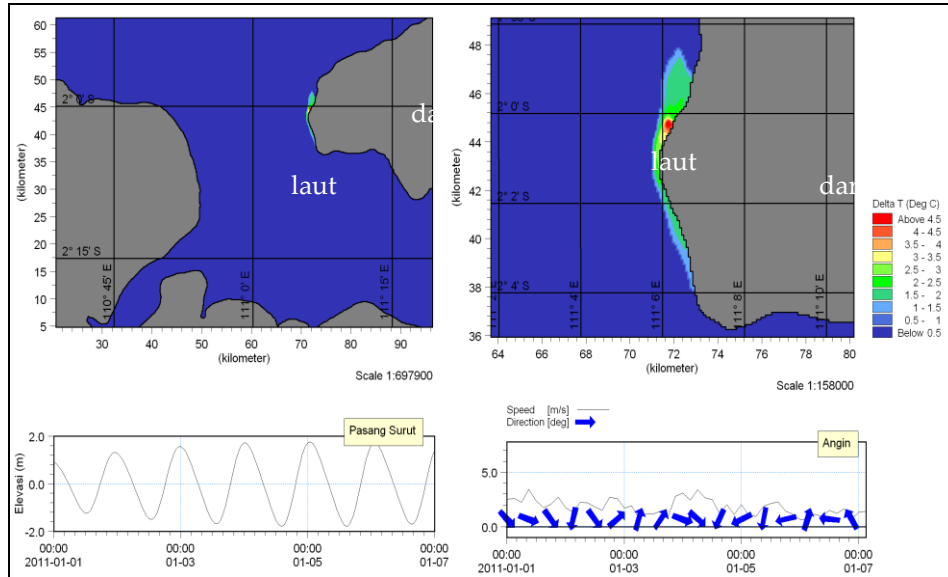 60
55
50
45
40
35
30
25
20
15
10
5
(kilometer)
2° 0' S
2° 15' S
110° 45' E
111° 0' E
111° 15' E
laut
da
30 40 50 60 70 80 90
(kilometer)
Scale 1:697900
48
46
44
42
40
38
36
(kilometer)
2° 0' S
2° 2' S
2° 4' S
111° 4' E
111° 6' E
111° 8' E
111° 10' E
laut
dar
64 66 68 70 72 74 76 78 80
(kilometer)
Scale 1:158000
Delta T (Deg C)
Above 4.5
4 - 4.5
3.5 - 4
3 - 3.5
2.5 - 3
2 - 2.5
1.5 - 2
1 - 1.5
0.5 - 1
Below 0.5
Pasang Surut
Elevasi (m)
2.0
0.0
-2.0
00:00 00:00 00:00 00:00
2011-01-01 01-03 01-05 01-07
Speed [m/s]
Direction [deg]
Angin
5.0
0.0
00:00 00:00 00:00 00:00
2011-01-01 01-03 01-05 01-07